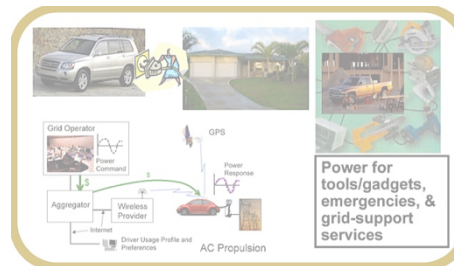 Grid Operator
Power
Command
$
$
GPS
Power
Response
Aggregator
Wireless
Provider
Internet
Driver Usage Profile and
Preferences
AC Propulsion
Power for
tools/gadgets,
emergencies, &
grid-support
services